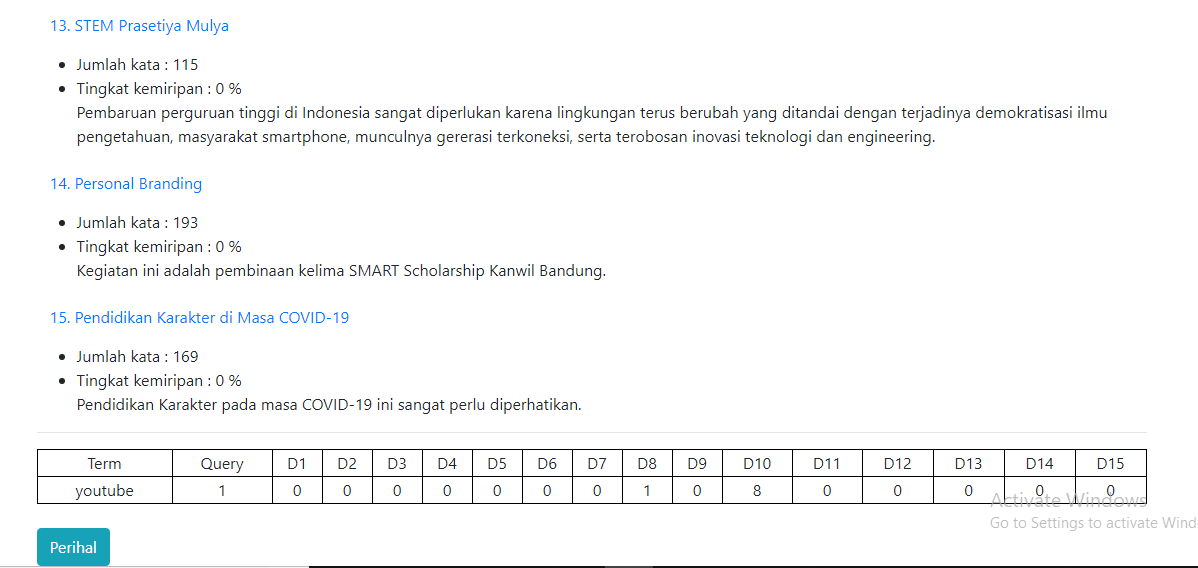 13. STEM Prasetiya Mulya
Jumlah kata : 115
Tingkat kemiripan : 0 %
Pembaruan perguruan tinggi di Indonesia sangat diperlukan karena lingkungan terus berubah yang ditandai dengan terjadinya demokratisasi ilmu
pengetahuan, masyarakat smartphone, munculnya gererasi terkoneksi, serta terobosan inovasi teknologi dan engineering.
14. Personal Branding
Jumlah kata : 193
Tingkat kemiripan : 0 %
Kegiatan ini adalah pembinaan kelima SMART Scholarship Kanwil Bandung.
15. Pendidikan Karakter di Masa COVID-19
Jumlah kata : 169
Tingkat kemiripan : 0 %
Pendidikan Karakter pada masa COVID-19 ini sangat perlu diperhatikan.
Term Query D1 D2 D3 D4 D5 D6 D7 D8 D9 D10 D11 D12 D13 D14 D15
youtube 1 0 0 0 0 0 0 0 1 0 8 0 0 0 0 0
Activate Windows
Go to Settings to activate Wind
Perihal